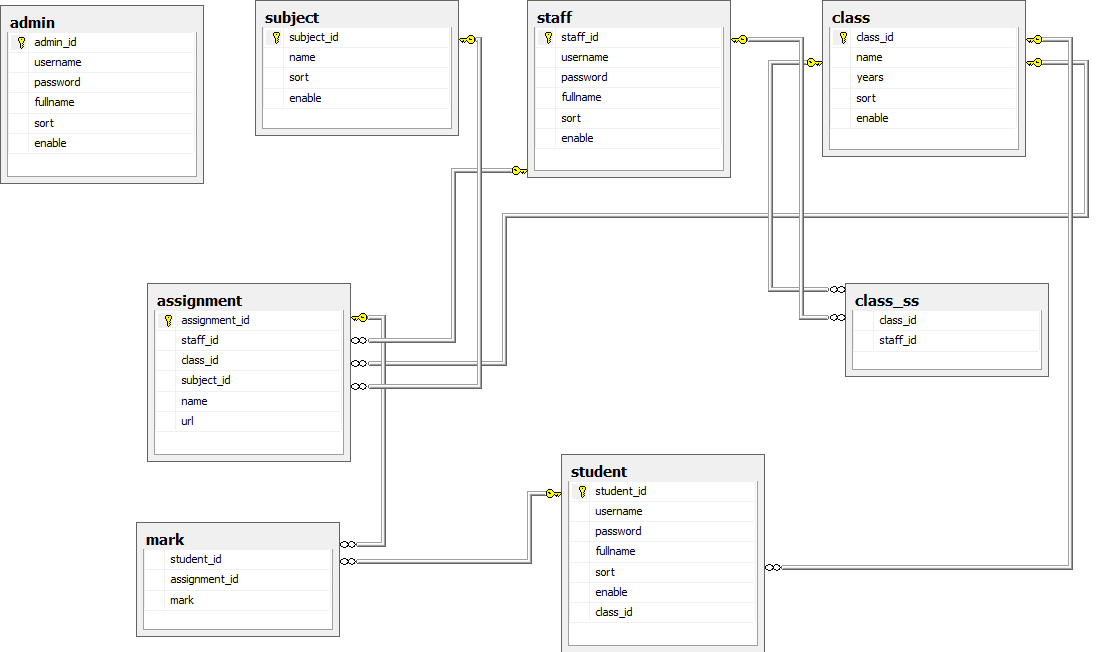 admin
admin_id
username
password
fullname
sort
enable
subject
subject_id
name
sort
enable
staff
staff_id
username
password
fullname
sort
enable
class
class_id
name
years
sort
enable
assignment
assignment_id
staff_id
class_id
subject_id
name
url
class_ss
class_id
staff_id
mark
student_id
assignment_id
mark
student
student_id
username
password
fullname
sort
enable
class_id